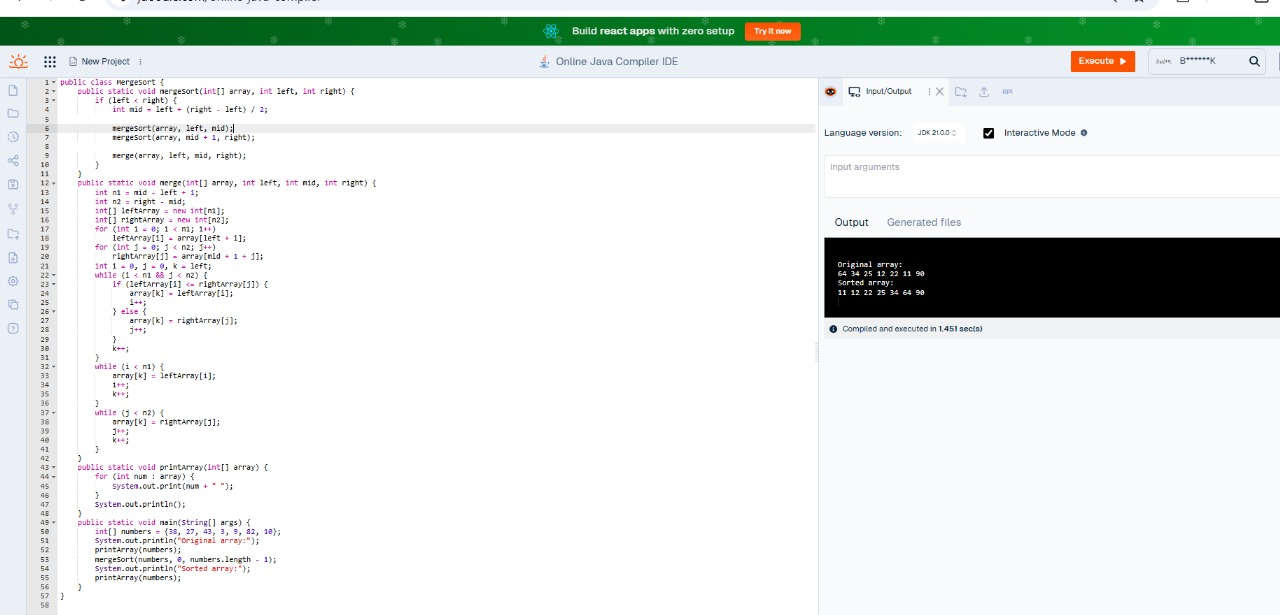 Build react apps with zero setup Try it now
New Project
Online Java Compiler IDE
Execute
B******K
1 public class MergeSort {
2 public static void mergeSort(int[] array, int left, int right) {
3 if (left < right) {
4 int mid = left + (right - left) / 2;
5
6 mergeSort(array, left, mid);
7 mergeSort(array, mid + 1, right);
8
9 merge(array, left, mid, right);
10 }
11 }
12 public static void merge(int[] array, int left, int mid, int right) {
13 int n1 = mid - left + 1;
14 int n2 = right - mid;
15 int[] leftArray = new int[n1];
16 int[] rightArray = new int[n2];
17 for (int i = 0; i < n1; i++)
18 leftArray[i] = array[left + i];
19 for (int j = 0; j < n2; j++)
20 rightArray[j] = array[mid + 1 + j];
21 int i = 0, j = 0, k = left;
22 while (i < n1 && j < n2) {
23 if (leftArray[i] <= rightArray[j]) {
24 array[k] = leftArray[i];
25 i++;
26 } else {
27 array[k] = rightArray[j];
28 j++;
29 }
30 k++;
31 }
32 while (i < n1) {
33 array[k] = leftArray[i];
34 i++;
35 k++;
36 }
37 while (j < n2) {
38 array[k] = rightArray[j];
39 j++;
40 k++;
41 }
42 }
43 public static void printArray(int[] array) {
44 for (int num : array) {
45 System.out.print(num + " ");
46 }
47 System.out.println();
48 }
49 public static void main(String[] args) {
50 int[] numbers = {38, 27, 43, 3, 9, 82, 10};
51 System.out.println("Original array:");
52 printArray(numbers);
53 mergeSort(numbers, 0, numbers.length - 1);
54 System.out.println("Sorted array:");
55 printArray(numbers);
56 }
57 }
58
Input/Output
API
Language version: JDK 21.0.0 Interactive Mode
Input arguments
Output Generated files
Original array:
64 34 25 12 22 11 90
Sorted array:
11 12 22 25 34 64 90
Compiled and executed in 1.451 sec(s)